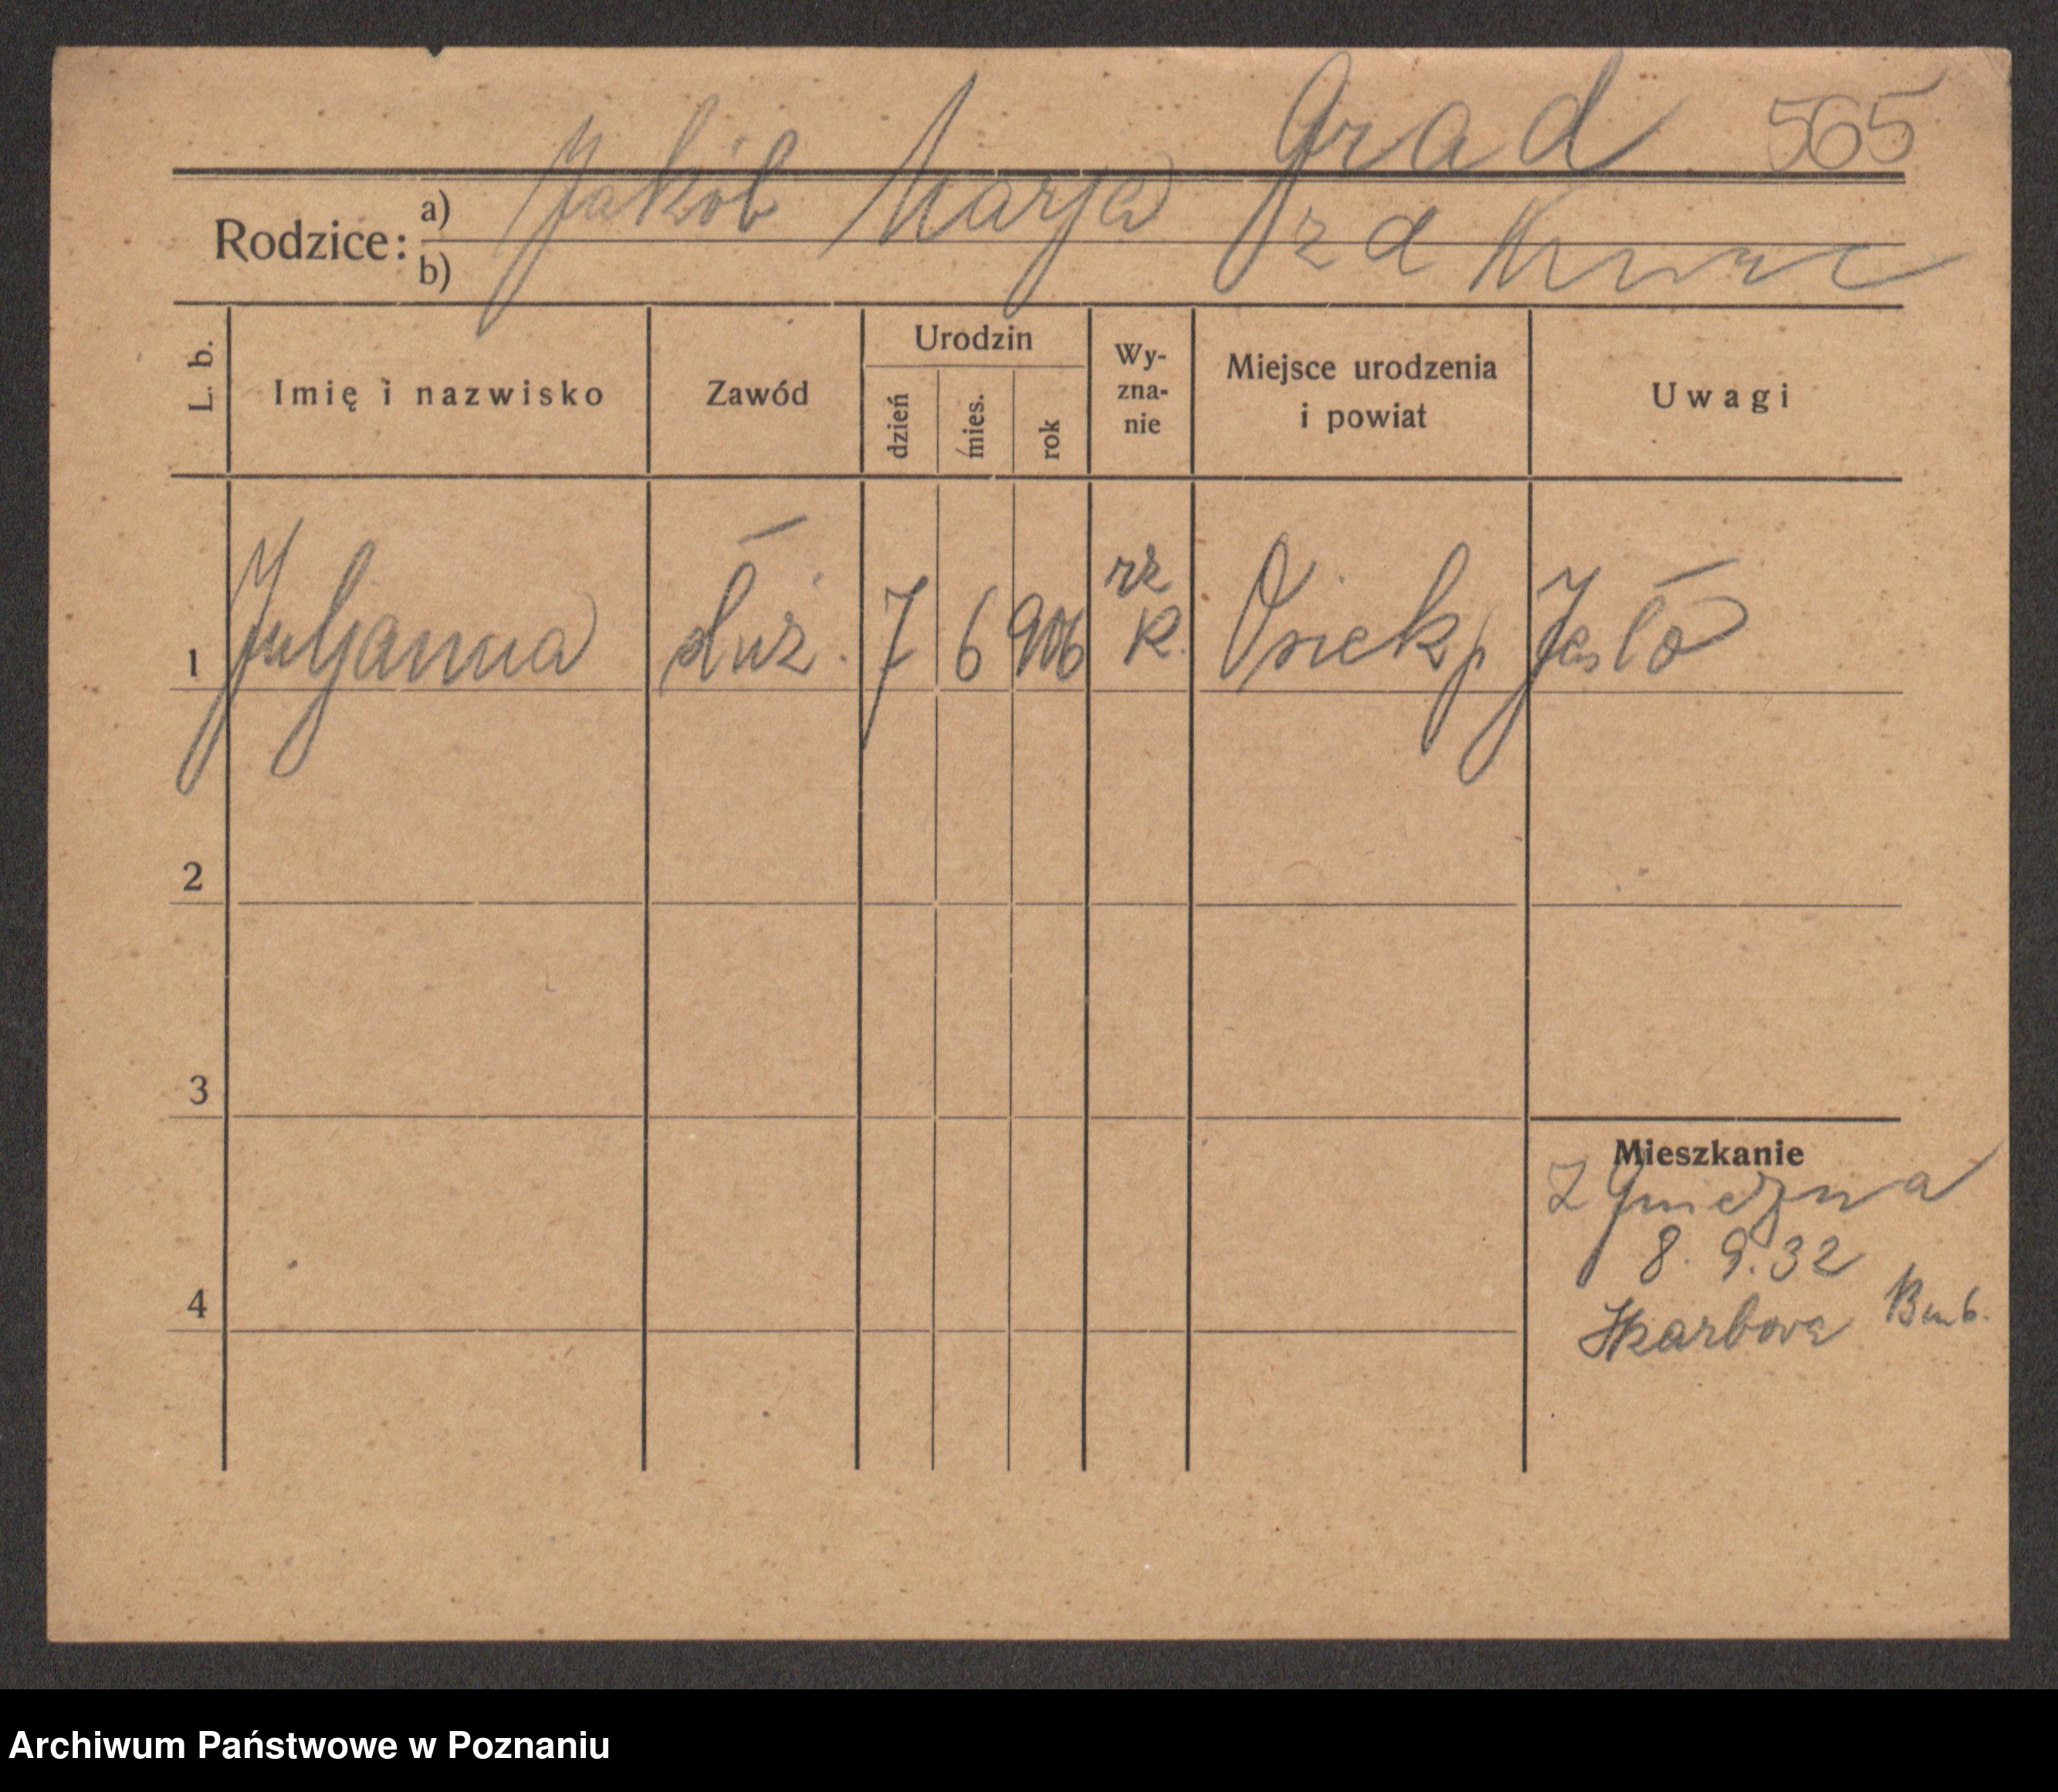 Grad 565
Jakób Marja
Rodzice: a)
b) zd Kurc
L. b. Imię i nazwisko Zawód Urodzin dzień mies. rok Wy-zna-nie Miejsce urodzenia i powiat Uwagi
1 Juljanna służ. 7 6 906 rz K. Osiek p Jasło
2
3
Mieszkanie
Z Gniezna
8. 9. 32
4
Skarbowa
Archiwum Państwowe w Poznaniu